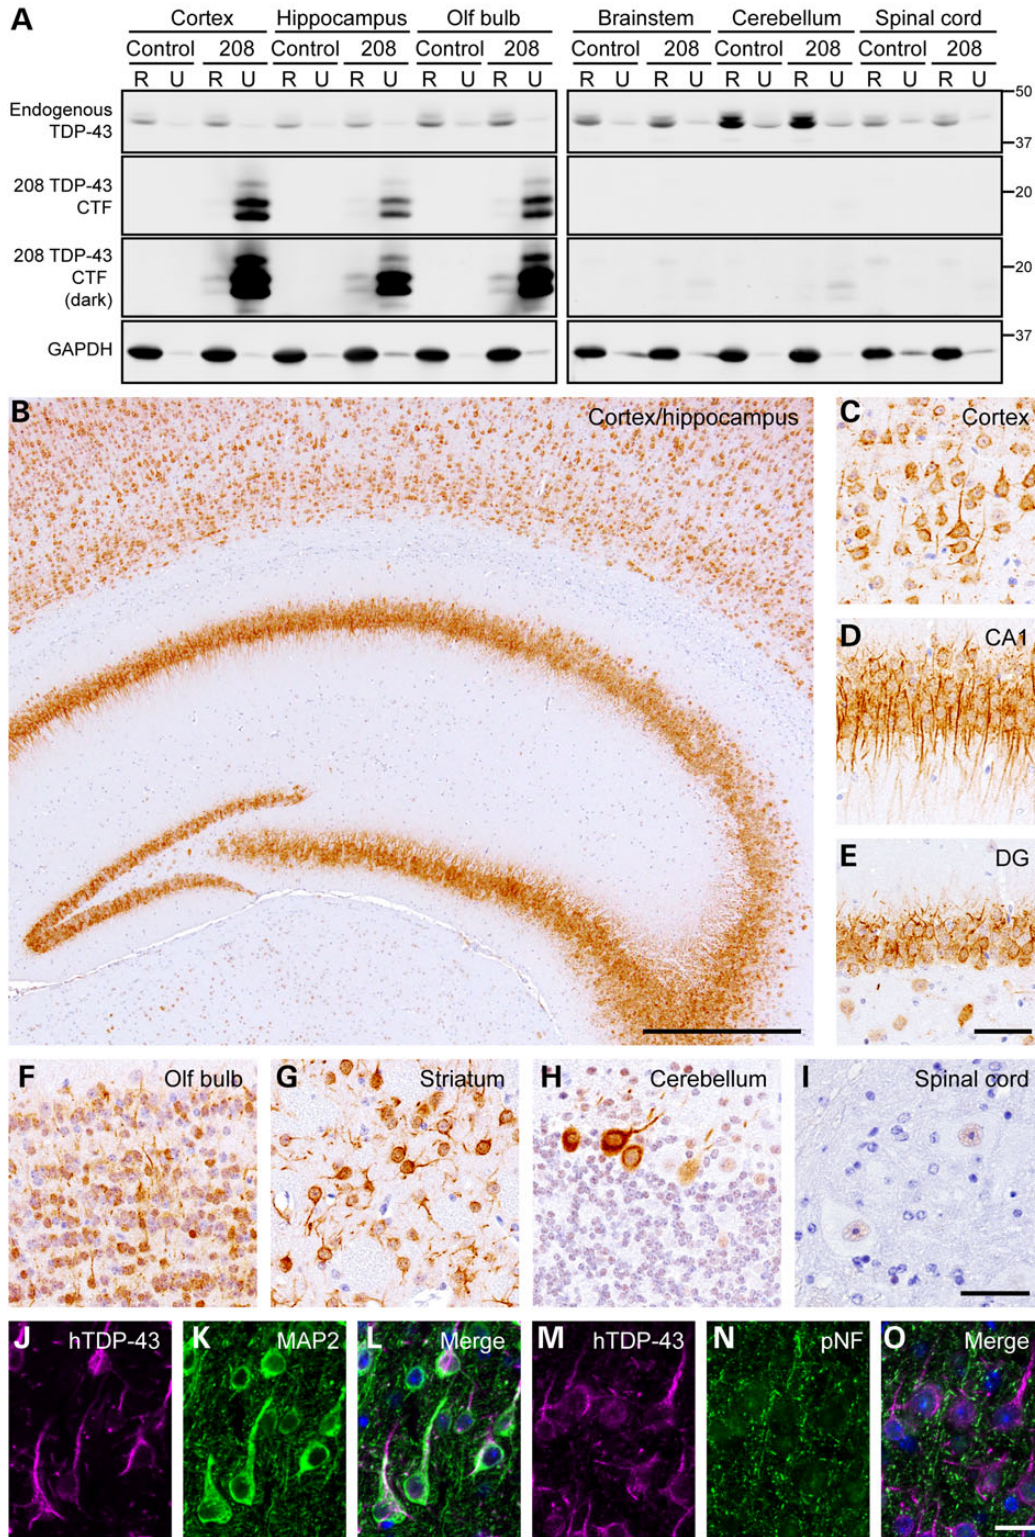 A
Cortex Hippocampus Olf bulb Brainstem Cerebellum Spinal cord
Control 208 Control 208 Control 208 Control 208 Control 208 Control 208
R U R U R U R U R U R U R U R U R U R U R U R U
Endogenous
TDP-43
50
37
208 TDP-43
CTF
20
208 TDP-43
CTF
(dark)
20
GAPDH
37
B Cortex/hippocampus
C Cortex
D CA1
E DG
F Olf bulb
G Striatum
H Cerebellum
I Spinal cord
J hTDP-43
K MAP2
L Merge
M hTDP-43
N pNF
O Merge